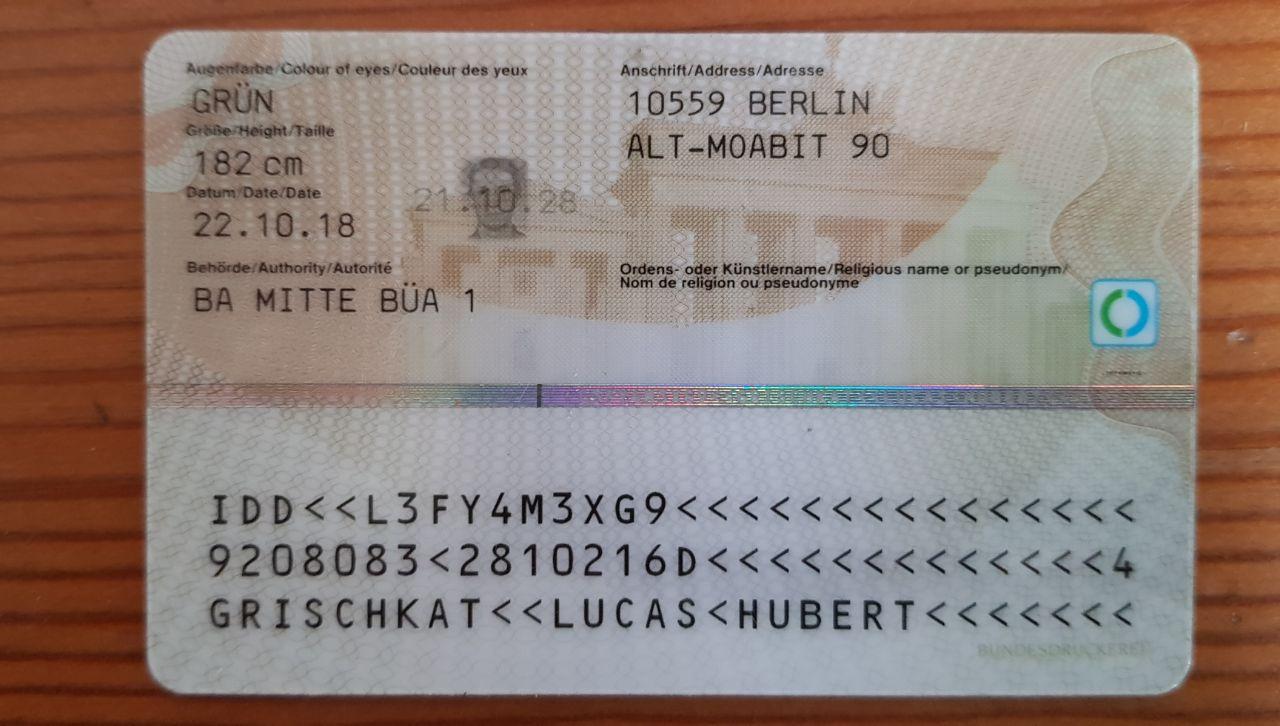 Augenfarbe/Colour of eyes/Couleur des yeux
GRÜN
Größe/Height/Taille
182 cm
Datum/Date/Date
22.10.18
21.10.28
Behörde/Authority/Autorité
BA MITTE BÜA 1
Anschrift/Address/Adresse
10559 BERLIN
ALT-MOABIT 90
Ordens- oder Künstlername/Religious name or pseudonym/
Nom de religion ou pseudonyme
IDD<<L3FY4M3XG9<<<<<<<<<<<<<<<
9208083<2810216D<<<<<<<<<<<<<4
GRISCHKAT<<LUCAS<HUBERT<<<<<<<
BUNDESDRUCKEREI